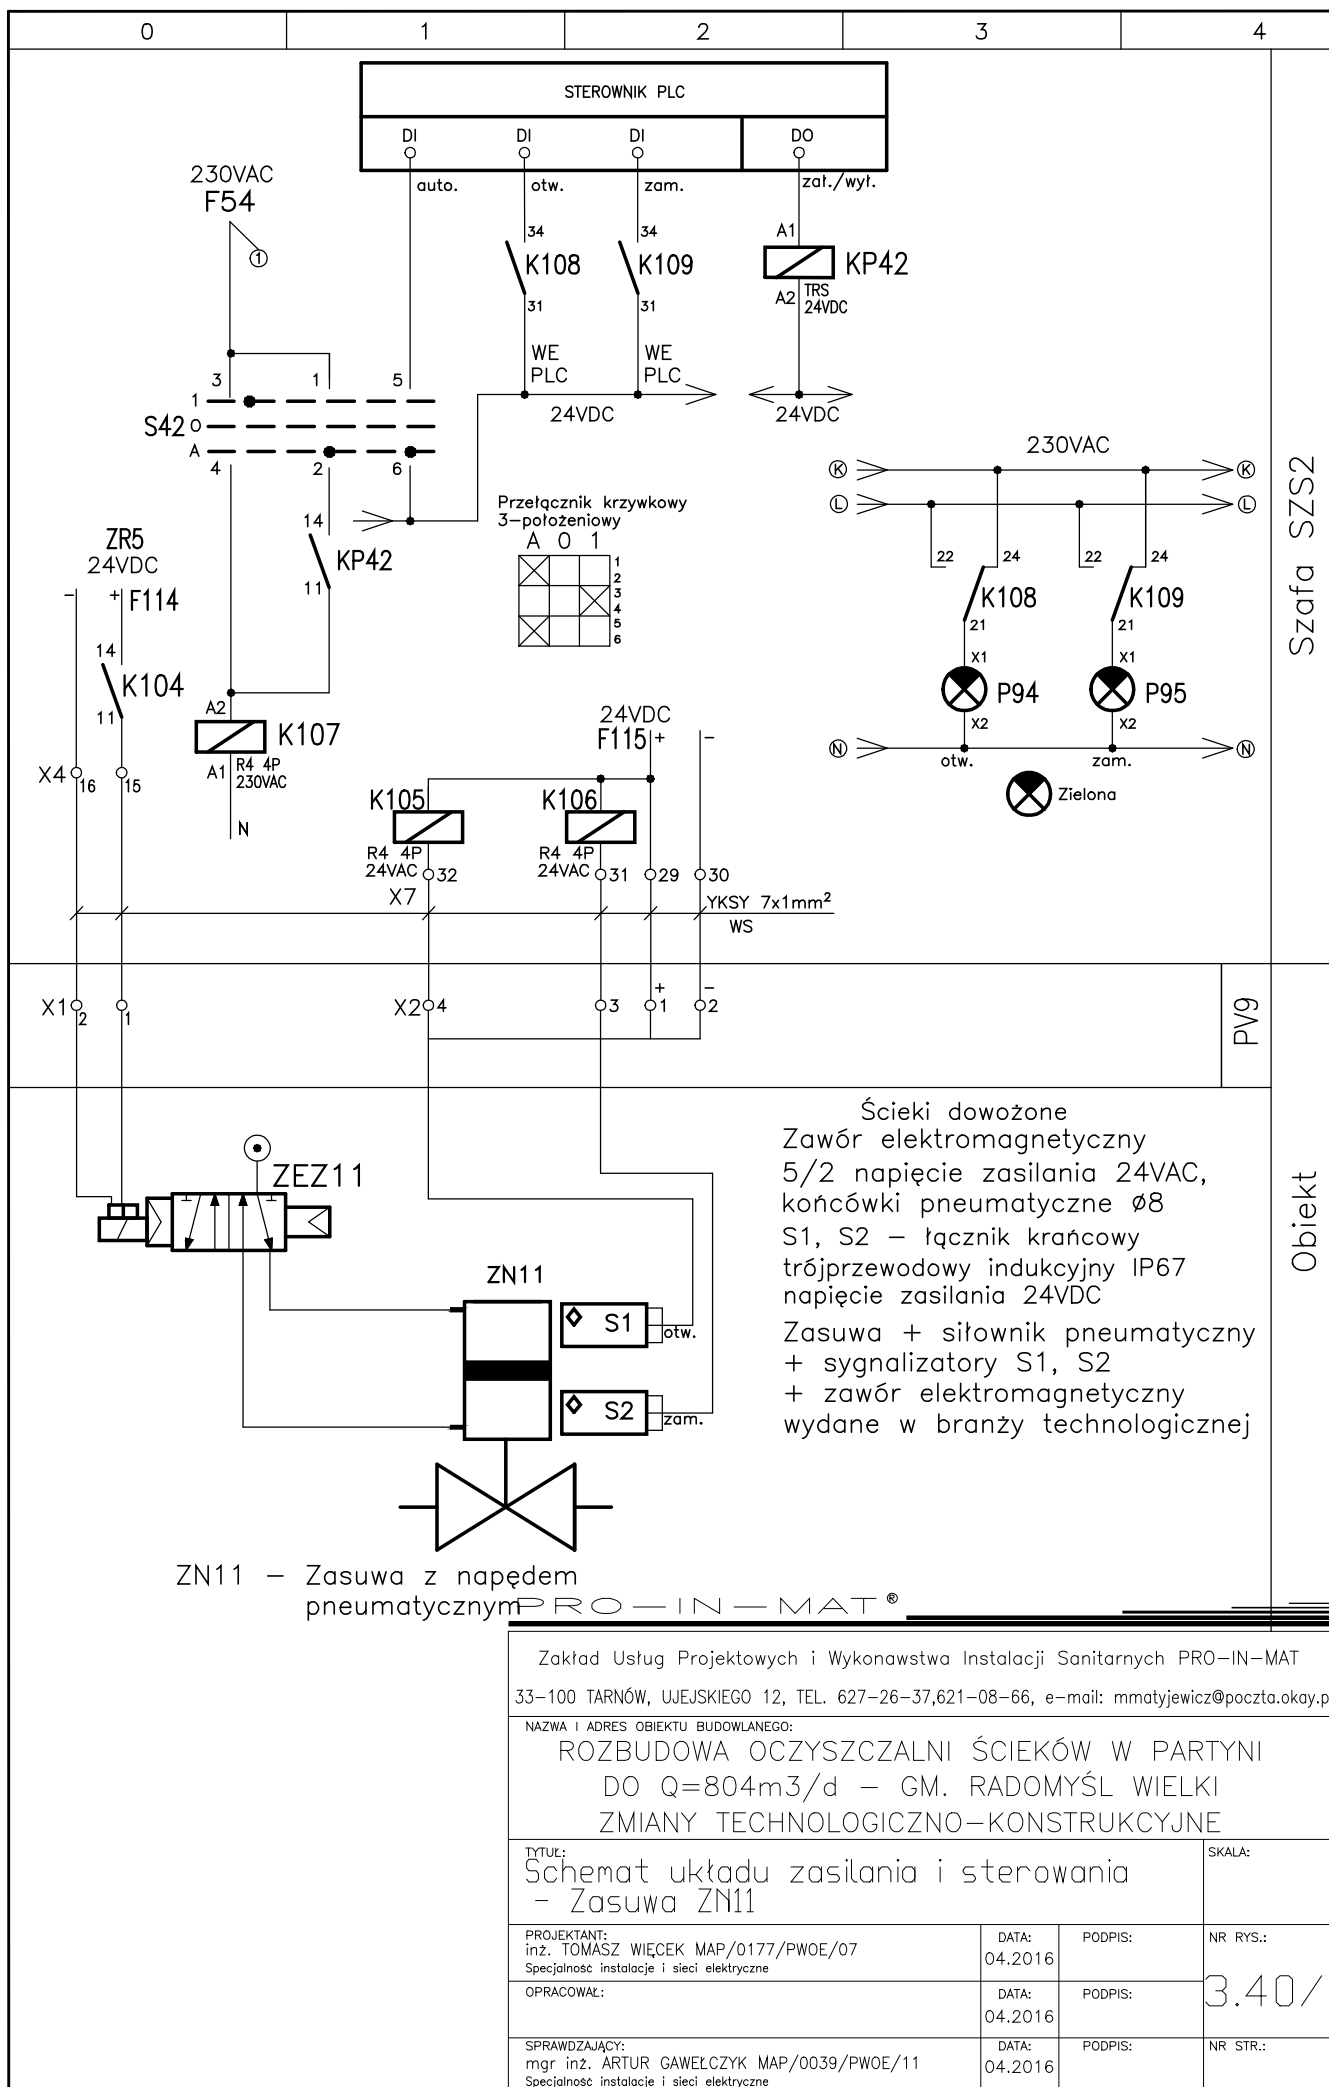 0 1 2 3 4
STEROWNIK PLC
DI DI DI DO
auto. otw. zam. zał./wył.
230VAC
F54
1
34 34 A1
K108 K109 KP42
31 31 A2 TRS
24VDC
WE WE
PLC PLC
24VDC 24VDC
3 1 5
1
S42 0
A
4 2 6
230VAC
K K
L L
Przełącznik krzywkowy
3-położeniowy
A 0 1
1
2
3
4
5
6
14
KP42
11
ZR5
24VDC
- + F114
14
K104
11
22 24 22 24
K108 K109
21 21
X1 X1
P94 P95
X2 X2
N N
otw. zam.
Zielona
A2
K107
A1 R4 4P
230VAC
N
X4 16 15
24VDC
F115 + -
K105 K106
R4 4P R4 4P
24VAC 32 24VAC 31 29 30
X7
YKSY 7x1mm²
WS
Szafa SZS2
+ -
X1 2 1 X2 4 3 1 2
PV9
Obiekt
ZEZ11
ZN11
S1
otw.
S2
zam.
Ścieki dowożone
Zawór elektromagnetyczny
5/2 napięcie zasilania 24VAC,
końcówki pneumatyczne ø8
S1, S2 - łącznik krańcowy
trójprzewodowy indukcyjny IP67
napięcie zasilania 24VDC
Zasuwa + siłownik pneumatyczny
+ sygnalizatory S1, S2
+ zawór elektromagnetyczny
wydane w branży technologicznej
ZN11 - Zasuwa z napędem
pneumatycznym
PRO-IN-MAT®
Zakład Usług Projektowych i Wykonawstwa Instalacji Sanitarnych PRO-IN-MAT
33-100 TARNÓW, UJEJSKIEGO 12, TEL. 627-26-37,621-08-66, e-mail: mmatyjewicz@poczta.okay.p
NAZWA I ADRES OBIEKTU BUDOWLANEGO:
ROZBUDOWA OCZYSZCZALNI ŚCIEKÓW W PARTYNI
DO Q=804m3/d - GM. RADOMYŚL WIELKI
ZMIANY TECHNOLOGICZNO-KONSTRUKCYJNE
TYTUŁ: SKALA:
Schemat układu zasilania i sterowania
- Zasuwa ZN11
PROJEKTANT: DATA: PODPIS: NR RYS.:
inż. TOMASZ WIĘCEK MAP/0177/PWOE/07 04.2016
Specjalność instalacje i sieci elektryczne
OPRACOWAŁ: DATA: PODPIS: 3.40/
04.2016
SPRAWDZAJĄCY: DATA: PODPIS: NR STR.:
mgr inż. ARTUR GAWEŁCZYK MAP/0039/PWOE/11 04.2016
Specjalność instalacje i sieci elektryczne